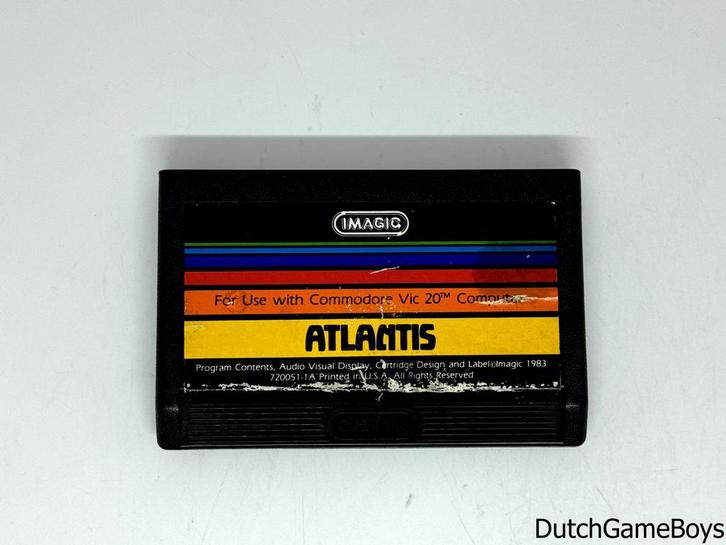 IMAGIC
For Use with Commodore Vic 20™ Computer
ATLANTIS
Program Contents, Audio Visual Display, Cartridge Design and Label©Imagic 1983
720051-1A Printed in U.S.A. All Rights Reserved
DutchGameBoys